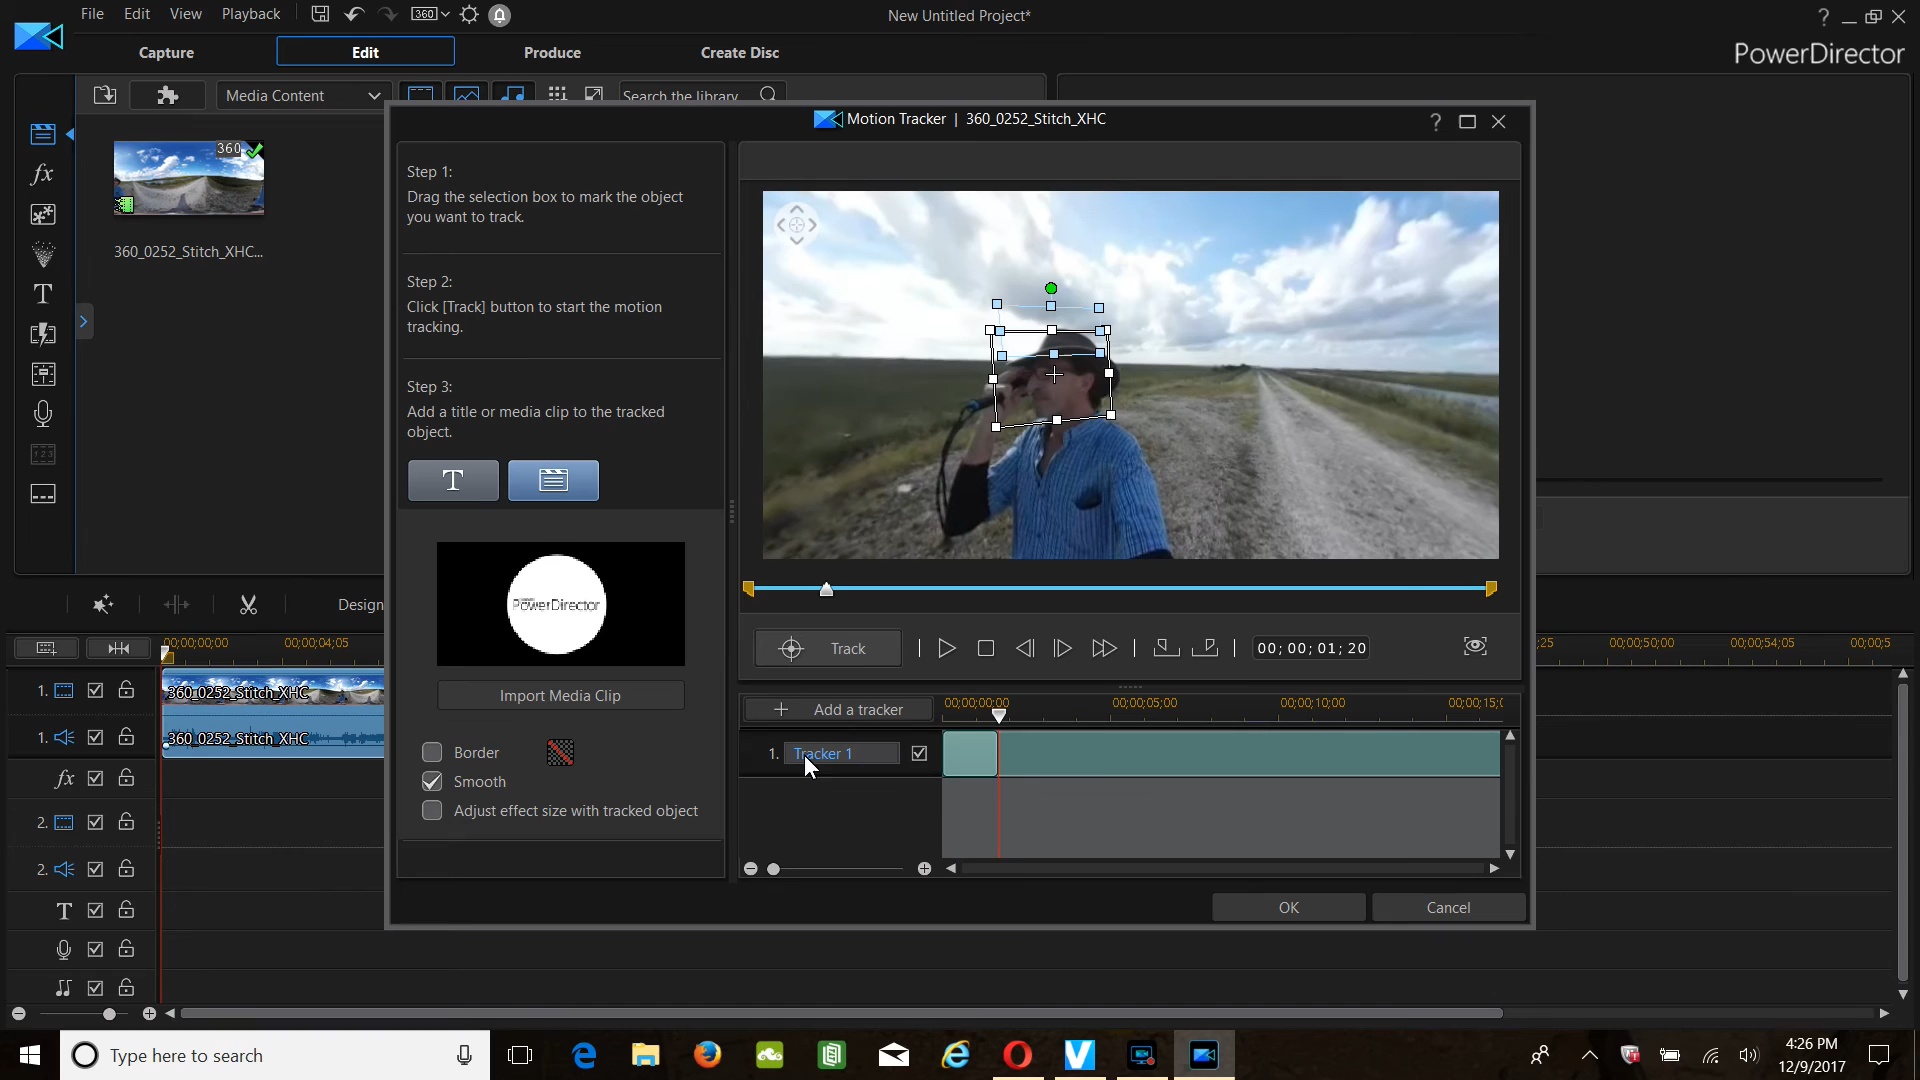 File Edit View Playback 360 New Untitled Project* ?
Capture Edit Produce Create Disc PowerDirector
Media Content Search the library
Motion Tracker | 360_0252_Stitch_XHC ?
360
360_0252_Stitch_XHC...
Step 1:
Drag the selection box to mark the object
you want to track.
Step 2:
Click [Track] button to start the motion
tracking.
Step 3:
Add a title or media clip to the tracked
object.
T
PowerDirector
Import Media Clip
Border
Smooth
Adjust effect size with tracked object
Track 00; 00; 01; 20
Add a tracker 00;00;00;00 00;00;05;00 00;00;10;00 00;00;15;
1. Tracker 1
OK Cancel
fx
T
1 2 3
Design
00;00;00;00 00;00;04;05 ;25 00;00;50;00 00;00;54;05 00;00;5
1. 360_0252_Stitch_XHC
1. 360_0252_Stitch_XHC
fx
2.
2.
T
Type here to search
4:26 PM
12/9/2017